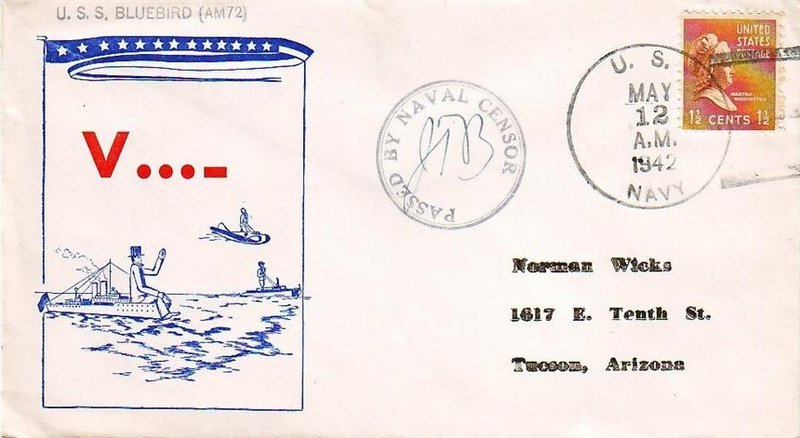 U. S. S. BLUEBIRD (AM72)
V...-
PASSED BY NAVAL CENSOR
JTB
U. S.
MAY
12
A.M.
1942
NAVY
UNITED
STATES
POSTAGE
MARTHA
WASHINGTON
1½ CENTS 1½
Norman Wicks
1617 E. Tenth St.
Tucson, Arizona